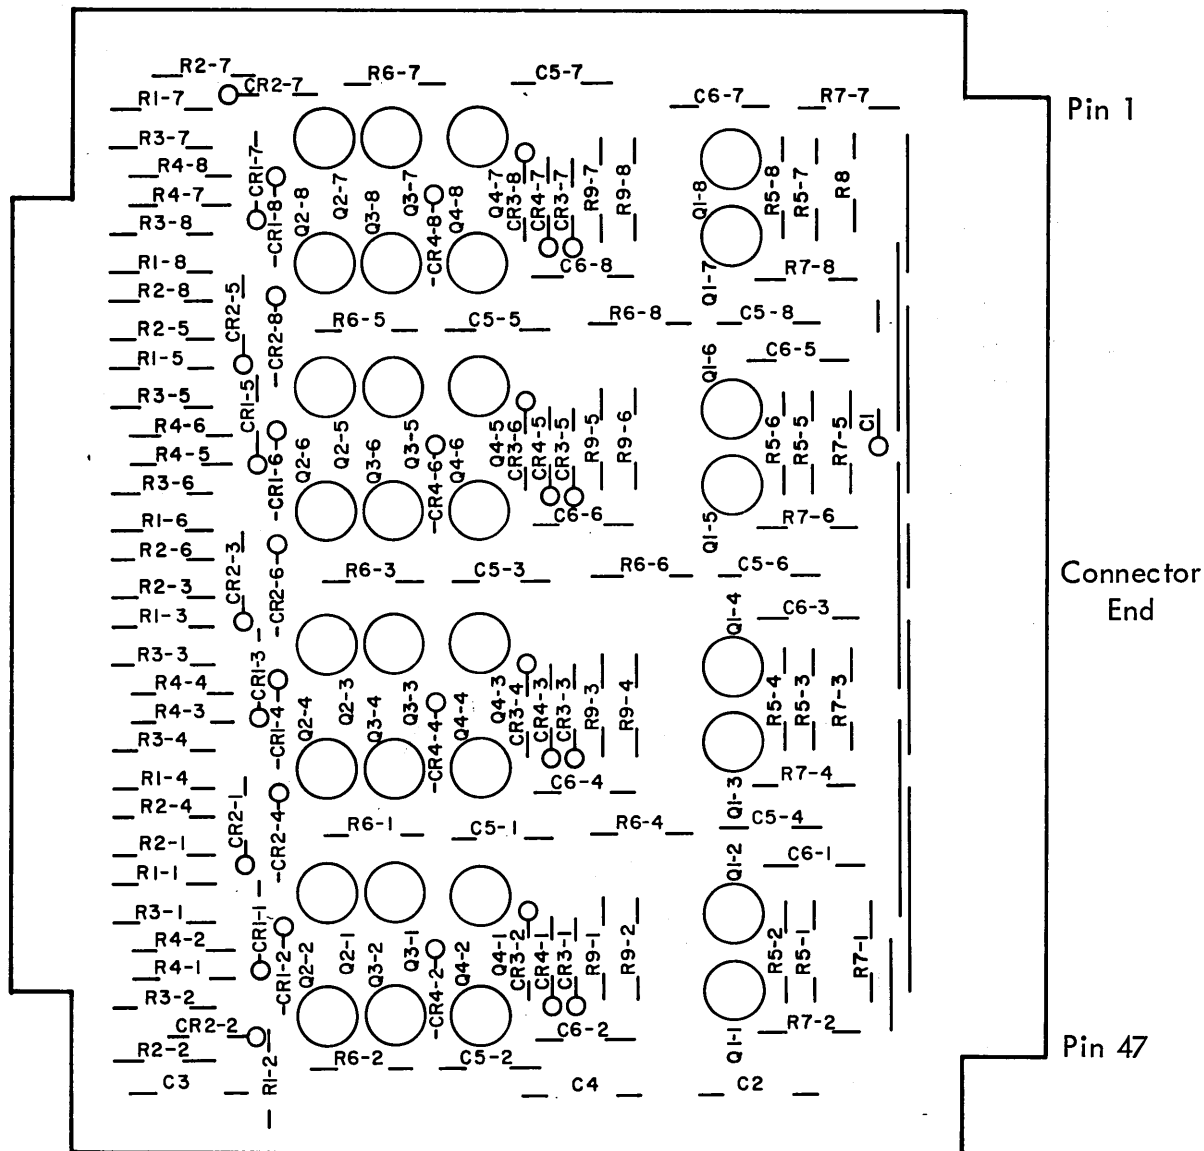 R2-7
CR2-7
R6-7
C5-7
C6-7
R7-7
Pin 1
R1-7
R3-7
R4-8
R4-7
R3-8
R1-8
R2-8
R2-5
R1-5
R3-5
R4-6
R4-5
R3-6
R1-6
R2-6
R2-3
R1-3
R3-3
R4-4
R4-3
R3-4
R1-4
R2-4
R2-1
R1-1
R3-1
R4-2
R4-1
R3-2
CR2-2
R2-2
C3
R1-2
CR1-7
CR1-8
CR2-5
CR2-8
CR1-5
CR1-6
CR2-3
CR2-6
CR1-3
CR1-4
CR2-1
CR2-4
CR1-1
CR1-2
Q2-8
Q2-7
Q3-8
Q3-7
CR4-8
Q4-8
Q4-7
CR3-8
CR4-7
CR3-7
R9-7
R9-8
C6-8
Q1-8
Q1-7
R5-8
R5-7
R8
R7-8
R6-5
C5-5
R6-8
C5-8
Q1-6
C6-5
Q2-6
Q2-5
Q3-6
Q3-5
CR4-6
Q4-6
Q4-5
CR3-6
CR4-5
CR3-5
R9-5
R9-6
C6-6
R5-6
R5-5
R7-5
C1
Q1-5
R7-6
R6-3
C5-3
R6-6
C5-6
Q1-4
C6-3
Connector
End
Q2-4
Q2-3
Q3-4
Q3-3
CR4-4
Q4-4
Q4-3
CR3-4
CR4-3
CR3-3
R9-3
R9-4
C6-4
R5-4
R5-3
R7-3
Q1-3
R7-4
R6-1
C5-1
R6-4
C5-4
Q1-2
C6-1
Q2-2
Q2-1
Q3-2
Q3-1
CR4-2
Q4-2
Q4-1
CR3-2
CR4-1
CR3-1
R9-1
R9-2
C6-2
R5-2
R5-1
R7-1
Q1-1
R7-2
Pin 47
R6-2
C5-2
C4
C2